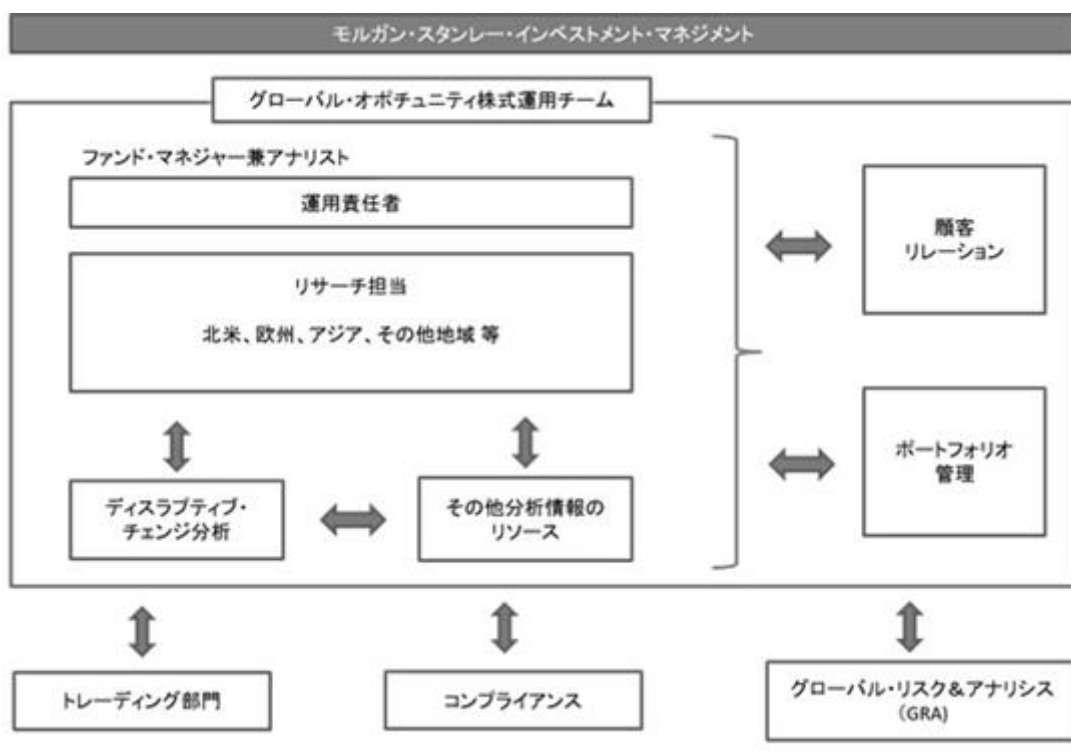 モルガン・スタンレー・インベストメント・マネジメント
グローバル・オポチュニティ株式運用チーム
ファンド・マネジャー兼アナリスト
運用責任者
リサーチ担当
北米、欧州、アジア、その他地域 等
顧客
リレーション
ポートフォリオ
管理
ディスラプティブ・
チェンジ分析
その他分析情報の
リソース
トレーディング部門
コンプライアンス
グローバル・リスク&アナリシス
(GRA)